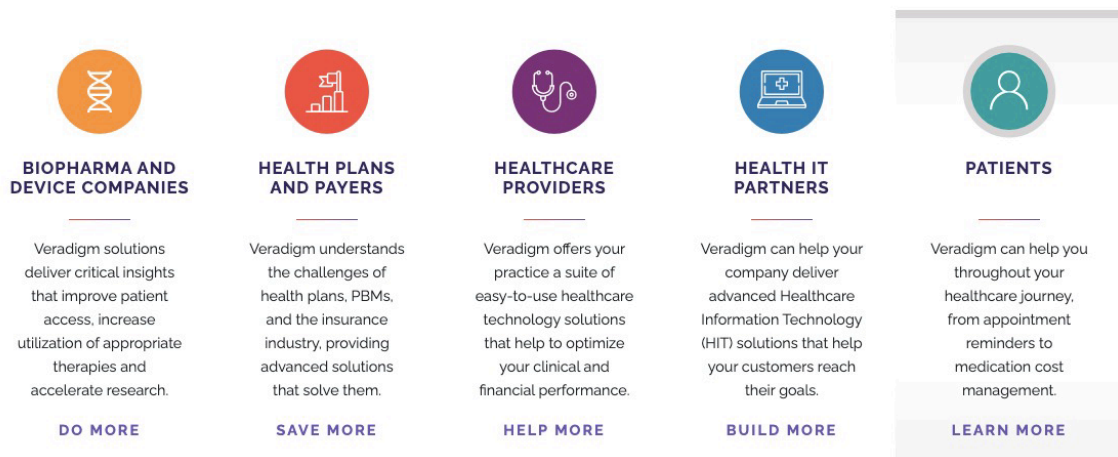 BIOPHARMA AND
DEVICE COMPANIES
Veradigm solutions
deliver critical insights
that improve patient
access, increase
utilization of appropriate
therapies and
accelerate research.
DO MORE
HEALTH PLANS
AND PAYERS
Veradigm understands
the challenges of
health plans, PBMs,
and the insurance
industry, providing
advanced solutions
that solve them.
SAVE MORE
HEALTHCARE
PROVIDERS
Veradigm offers your
practice a suite of
easy-to-use healthcare
technology solutions
that help to optimize
your clinical and
financial performance.
HELP MORE
HEALTH IT
PARTNERS
Veradigm can help your
company deliver
advanced Healthcare
Information Technology
(HIT) solutions that help
your customers reach
their goals.
BUILD MORE
PATIENTS
Veradigm can help you
throughout your
healthcare journey,
from appointment
reminders to
medication cost
management.
LEARN MORE